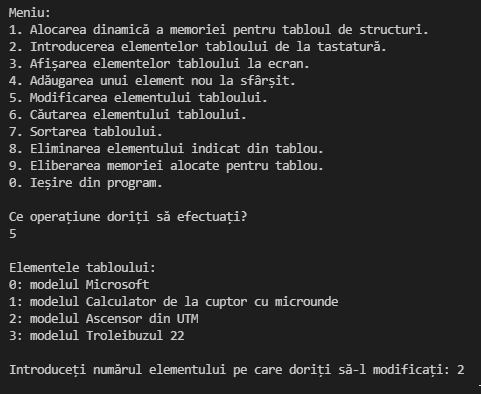 Meniu:
1. Alocarea dinamică a memoriei pentru tabloul de structuri.
2. Introducerea elementelor tabloului de la tastatură.
3. Afișarea elementelor tabloului la ecran.
4. Adăugarea unui element nou la sfârșit.
5. Modificarea elementului tabloului.
6. Căutarea elementului tabloului.
7. Sortarea tabloului.
8. Eliminarea elementului indicat din tablou.
9. Eliberarea memoriei alocate pentru tablou.
0. Ieșire din program.
Ce operațiune doriți să efectuați?
5
Elementele tabloului:
0: modelul Microsoft
1: modelul Calculator de la cuptor cu microunde
2: modelul Ascensor din UTM
3: modelul Troleibuzul 22
Introduceți numărul elementului pe care doriți să-l modificați: 2